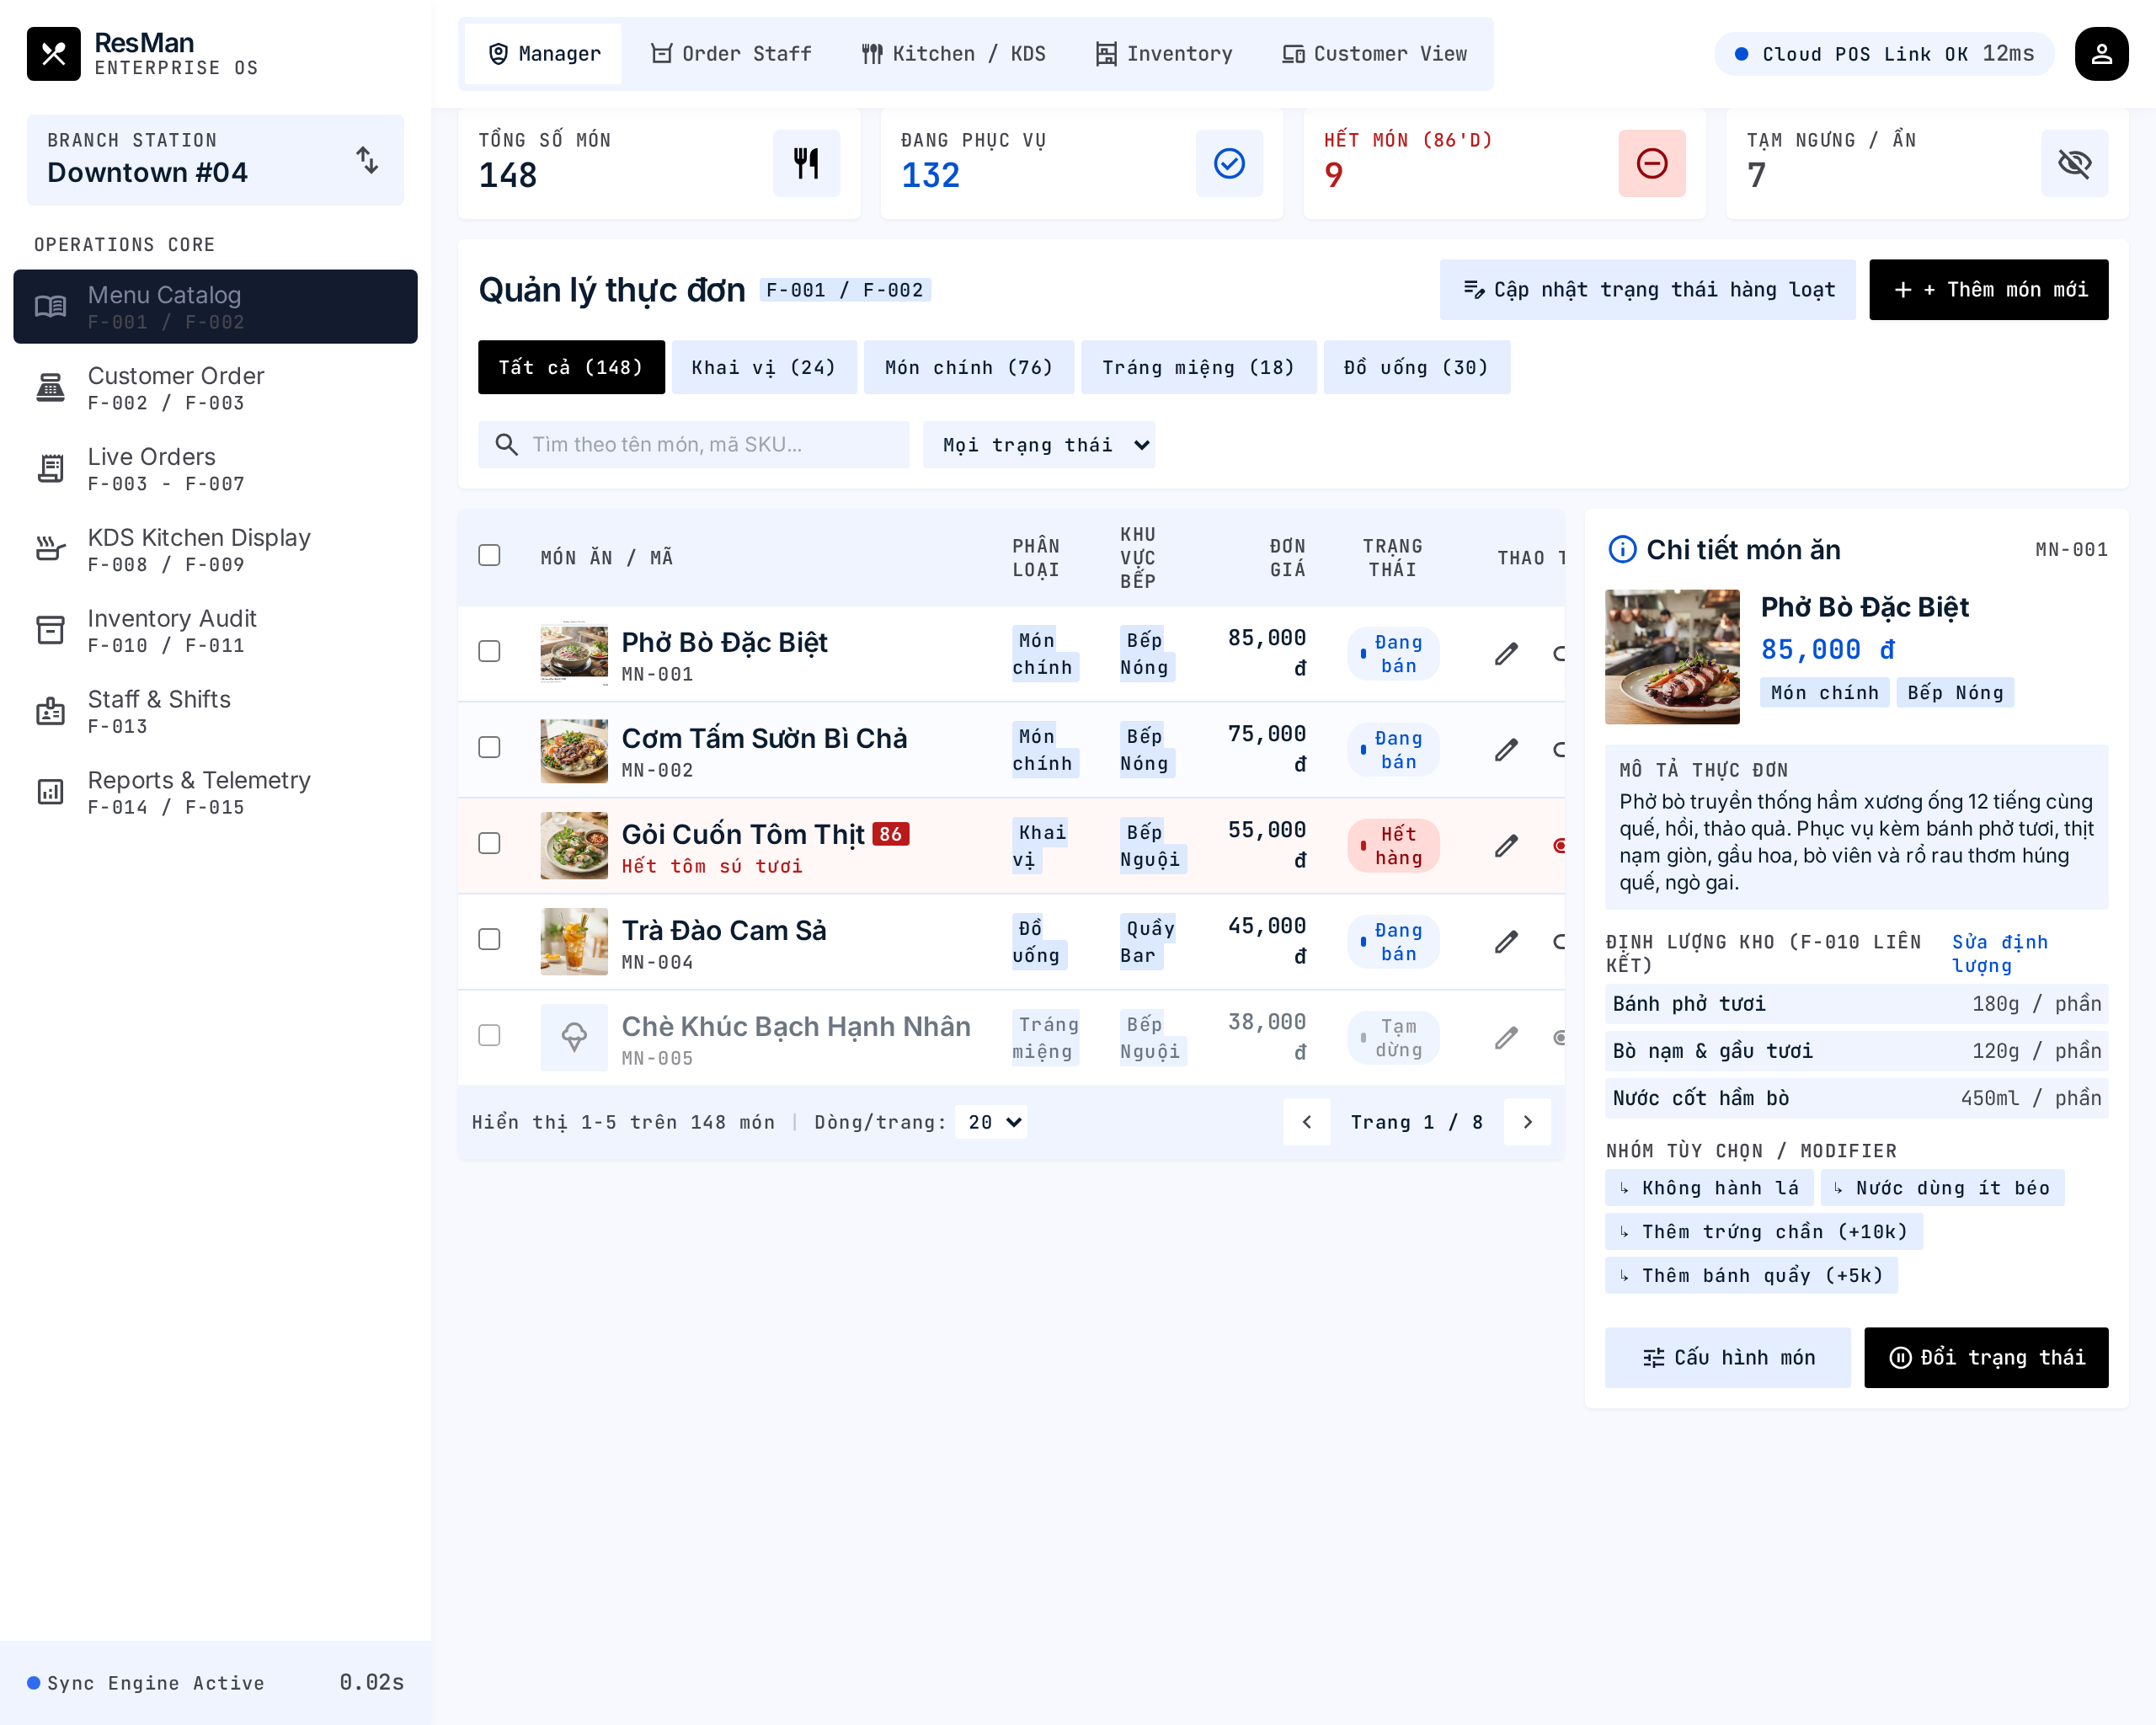 ResMan
ENTERPRISE OS
Manager
Order Staff
Kitchen / KDS
Inventory
Customer View
Cloud POS Link OK 12ms
BRANCH STATION
Downtown #04
OPERATIONS CORE
Menu Catalog
F-001 / F-002
Customer Order
F-002 / F-003
Live Orders
F-003 - F-007
KDS Kitchen Display
F-008 / F-009
Inventory Audit
F-010 / F-011
Staff & Shifts
F-013
Reports & Telemetry
F-014 / F-015
Sync Engine Active 0.02s
TỔNG SỐ MÓN
148
ĐANG PHỤC VỤ
132
HẾT MÓN (86'D)
9
TẠM NGƯNG / ẨN
7
Quản lý thực đơn F-001 / F-002
Cập nhật trạng thái hàng loạt
+ Thêm món mới
Tất cả (148)
Khai vị (24)
Món chính (76)
Tráng miệng (18)
Đồ uống (30)
Tìm theo tên món, mã SKU...
Mọi trạng thái
MÓN ĂN / MÃ
PHÂN
LOẠI
KHU
VỰC
BẾP
ĐƠN
GIÁ
TRẠNG
THÁI
THAO T
Phở Bò Đặc Biệt
MN-001
Món
chính
Bếp
Nóng
85,000
đ
Đang
bán
Cơm Tấm Sườn Bì Chả
MN-002
Món
chính
Bếp
Nóng
75,000
đ
Đang
bán
Gỏi Cuốn Tôm Thịt 86
Hết tôm sú tươi
Khai
vị
Bếp
Nguội
55,000
đ
Hết
hàng
Trà Đào Cam Sả
MN-004
Đồ
uống
Quầy
Bar
45,000
đ
Đang
bán
Chè Khúc Bạch Hạnh Nhân
MN-005
Tráng
miệng
Bếp
Nguội
38,000
đ
Tạm
dừng
Hiển thị 1-5 trên 148 món | Dòng/trang: 20
Trang 1 / 8
Chi tiết món ăn
MN-001
Phở Bò Đặc Biệt
85,000 đ
Món chính
Bếp Nóng
MÔ TẢ THỰC ĐƠN
Phở bò truyền thống hầm xương ống 12 tiếng cùng
quế, hồi, thảo quả. Phục vụ kèm bánh phở tươi, thịt
nạm giòn, gầu hoa, bò viên và rổ rau thơm húng
quế, ngò gai.
ĐỊNH LƯỢNG KHO (F-010 LIÊN
KẾT)
Sửa định
lượng
Bánh phở tươi 180g / phần
Bò nạm & gầu tươi 120g / phần
Nước cốt hầm bò 450ml / phần
NHÓM TÙY CHỌN / MODIFIER
↳ Không hành lá
↳ Nước dùng ít béo
↳ Thêm trứng chần (+10k)
↳ Thêm bánh quẩy (+5k)
Cấu hình món
Đổi trạng thái